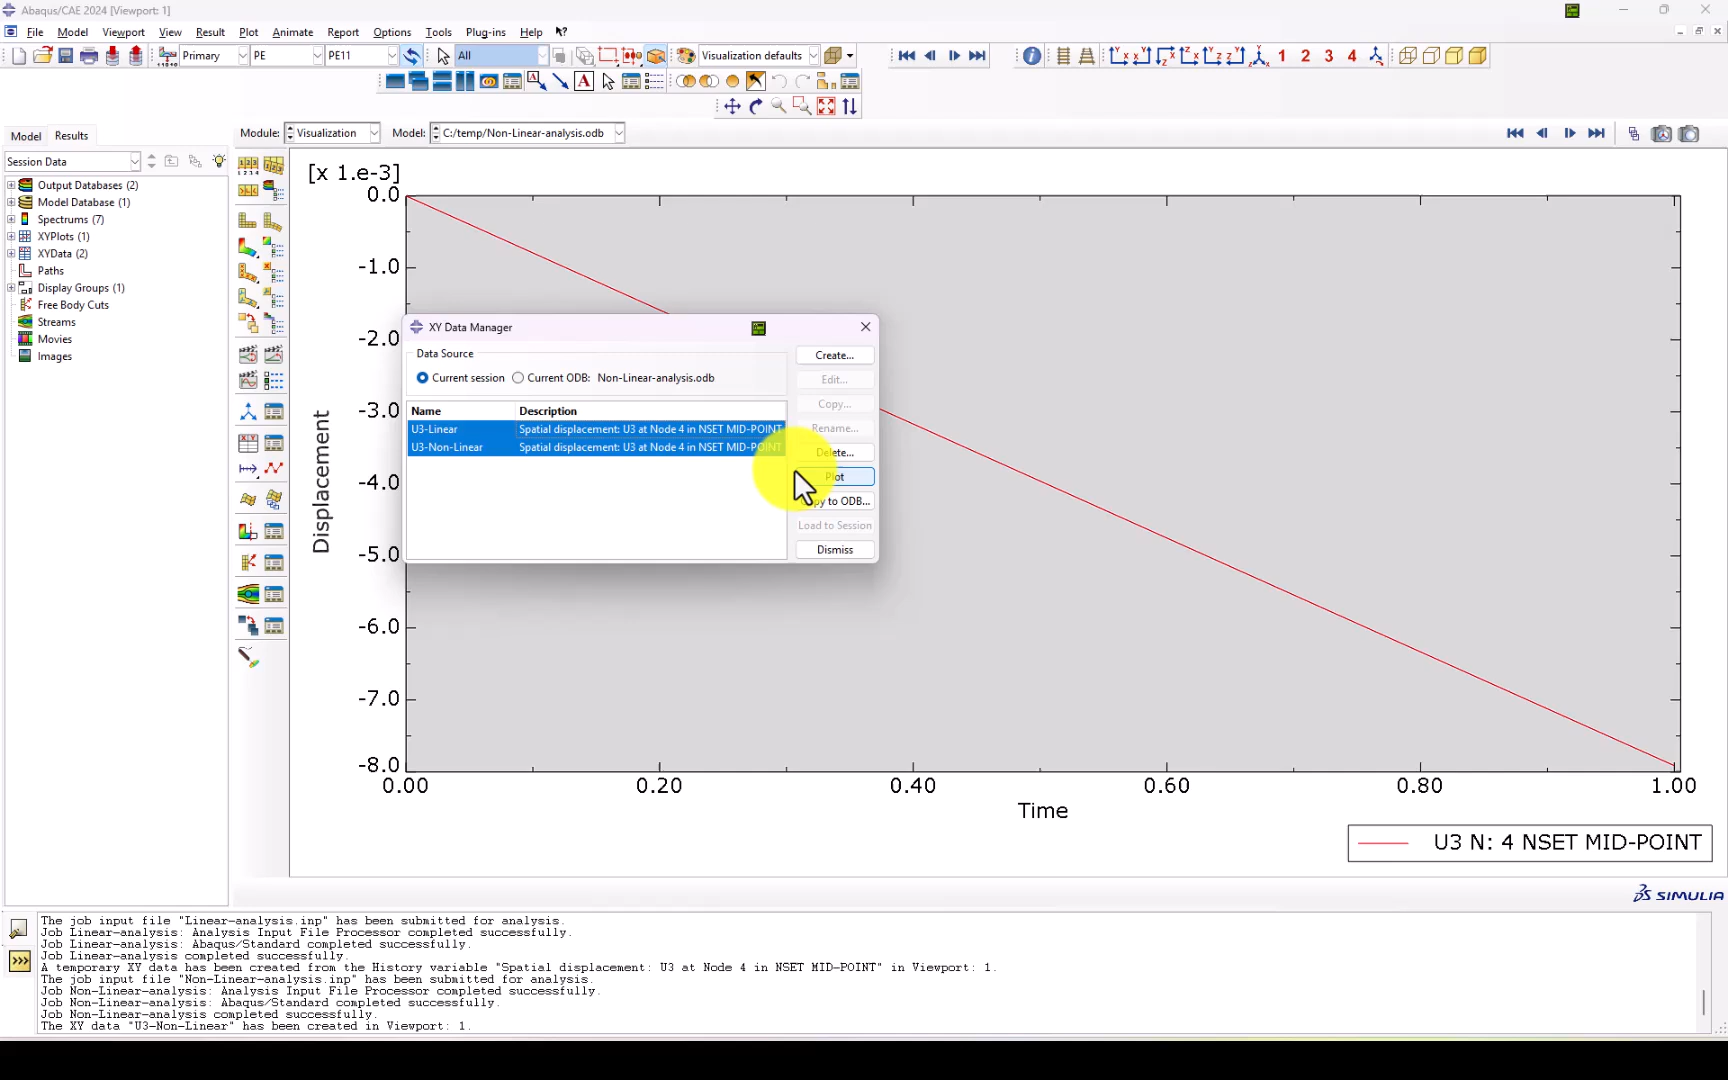 Abaqus/CAE 2024 [Viewport: 1]
File Model Viewport View Result Plot Animate Report Options Tools Plug-ins Help
Primary PE PE11 All Visualization defaults 1 2 3 4
Model Results Module: Visualization Model: C:/temp/Non-Linear-analysis.odb
Session Data
Output Databases (2)
Model Database (1)
Spectrums (7)
XYPlots (1)
XYData (2)
Paths
Display Groups (1)
Free Body Cuts
Streams
Movies
Images
[x 1.e-3]
0.0
-1.0
-2.0
-3.0
-4.0
-5.0
-6.0
-7.0
-8.0
Displacement
0.00 0.20 0.40 0.60 0.80 1.00
Time
U3 N: 4 NSET MID-POINT
XY Data Manager
Data Source
Current session Current ODB: Non-Linear-analysis.odb
Name Description
U3-Linear Spatial displacement: U3 at Node 4 in NSET MID-POINT
U3-Non-Linear Spatial displacement: U3 at Node 4 in NSET MID-POINT
Create...
Edit...
Copy...
Rename...
Delete...
Plot
to ODB...
Load to Session
Dismiss
SIMULIA
The job input file "Linear-analysis.inp" has been submitted for analysis.
Job Linear-analysis: Analysis Input File Processor completed successfully.
Job Linear-analysis: Abaqus/Standard completed successfully.
Job Linear-analysis completed successfully.
A temporary XY data has been created from the History variable "Spatial displacement: U3 at Node 4 in NSET MID-POINT" in Viewport: 1.
The job input file "Non-Linear-analysis.inp" has been submitted for analysis.
Job Non-Linear-analysis: Analysis Input File Processor completed successfully.
Job Non-Linear-analysis: Abaqus/Standard completed successfully.
Job Non-Linear-analysis completed successfully.
The XY data "U3-Non-Linear" has been created in Viewport: 1.